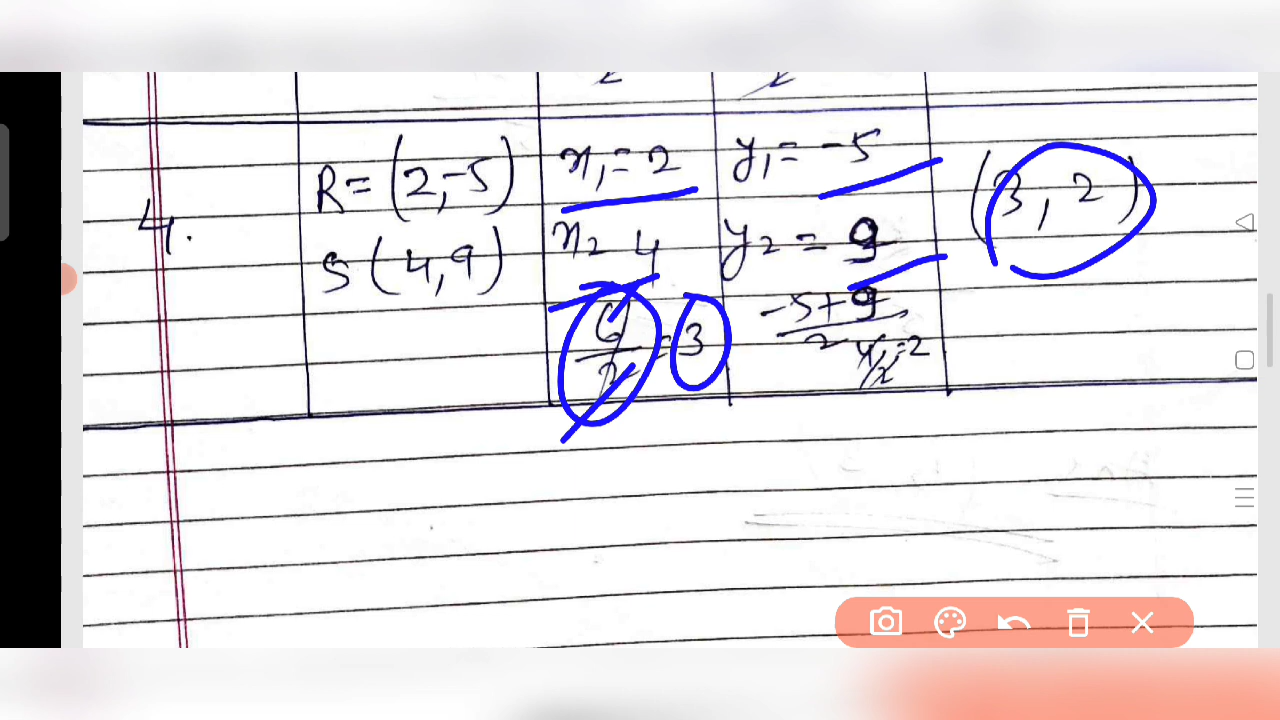 4.
R = (2, -5)
S (4, 9)
x₁ = 2
x₂ 4
6/2 = 3
y₁ = -5
y₂ = 9
-5+9
2
4/2 = 2
(3, 2)